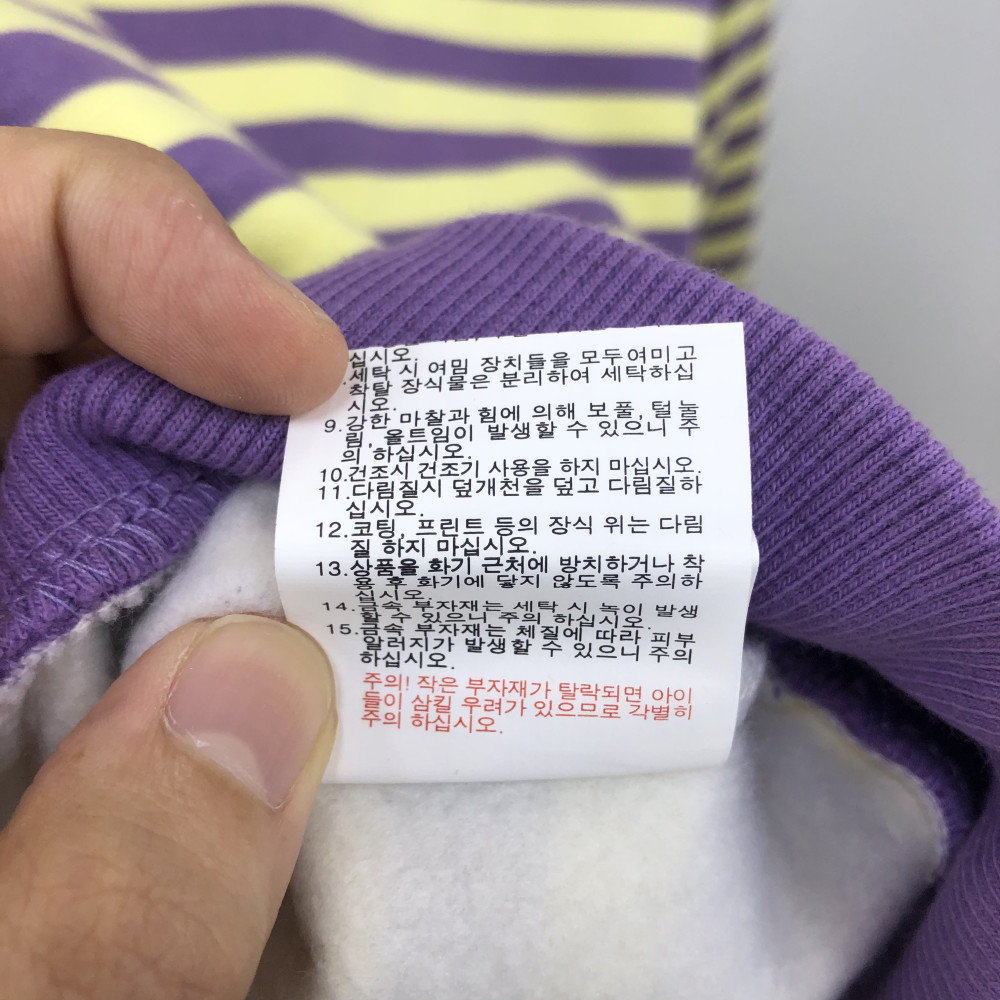 십시오.
세탁 시 여밈 장치들을 모두여미고
착탈 장식물은 분리하여 세탁하십
시오.
9.강한 마찰과 힘에 의해 보풀, 털눌
림, 올트임이 발생할 수 있으니 주
의 하십시오.
10.건조시 건조기 사용을 하지 마십시오.
11.다림질시 덮개천을 덮고 다림질하
십시오.
12.코팅, 프린트 등의 장식 위는 다림
질 하지 마십시오.
13.상품을 화기 근처에 방치하거나 착
용 후 화기에 닿지 않도록 주의하
십시오.
14.금속 부자재는 세탁 시 녹이 발생
할 수 있으니 주의 하십시오.
15.금속 부자재는 체질에 따라 피부
알러지가 발생할 수 있으니 주의
하십시오.
주의! 작은 부자재가 탈락되면 아이
들이 삼킬 우려가 있으므로 각별히
주의 하십시오.